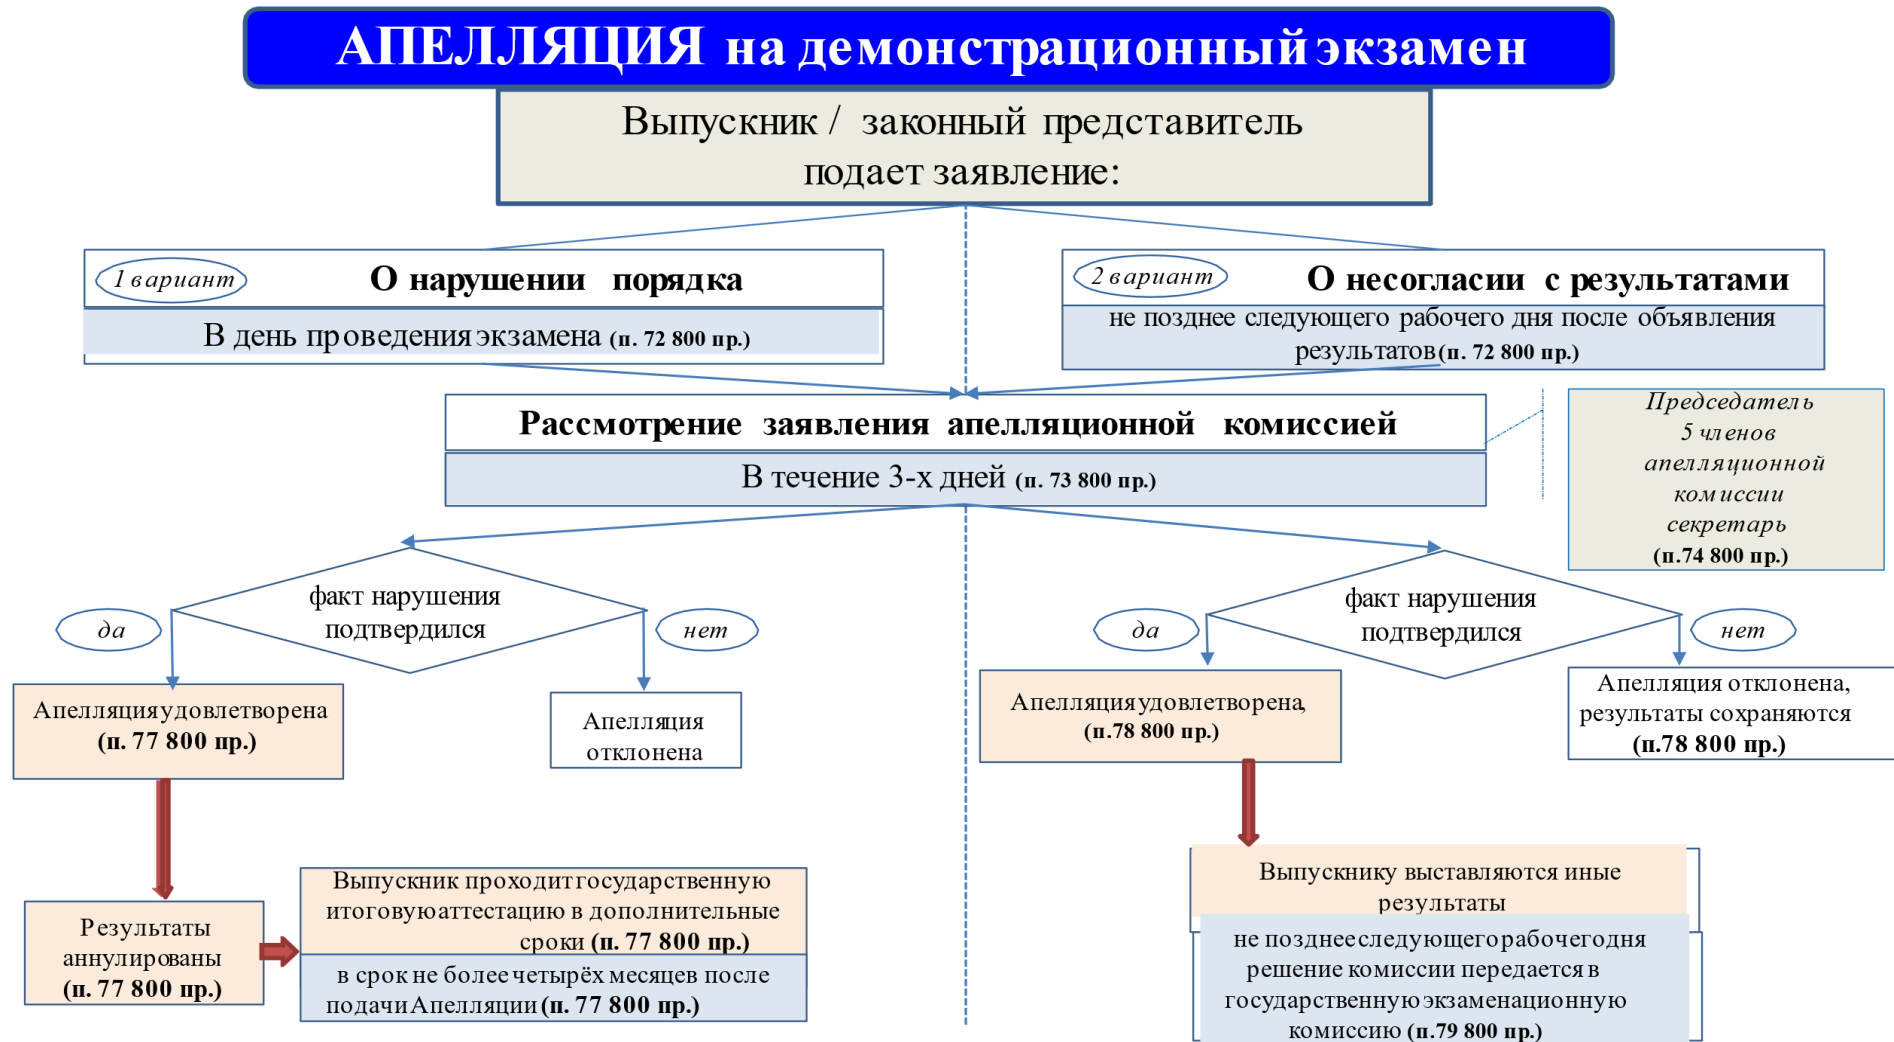 АПЕЛЛЯЦИЯ на демонстрационный экзамен
Выпускник / законный представитель
подает заявление:
1 вариант
О нарушении порядка
В день проведения экзамена (п. 72 800 пр.)
2 вариант
О несогласии с результатами
не позднее следующего рабочего дня после объявления
результатов (п. 72 800 пр.)
Рассмотрение заявления апелляционной комиссией
В течение 3-х дней (п. 73 800 пр.)
Председатель
5 членов
апелляционной
комиссии
секретарь
(п.74 800 пр.)
факт нарушения
подтвердился
да
нет
Апелляция удовлетворена
(п. 77 800 пр.)
Апелляция
отклонена
Результаты
аннулированы
(п. 77 800 пр.)
Выпускник проходит государственную
итоговую аттестацию в дополнительные
сроки (п. 77 800 пр.)
в срок не более четырёх месяцев после
подачи Апелляции (п. 77 800 пр.)
факт нарушения
подтвердился
да
нет
Апелляция удовлетворена,
(п.78 800 пр.)
Апелляция отклонена,
результаты сохраняются
(п.78 800 пр.)
Выпускнику выставляются иные
результаты
не позднее следующего рабочего дня
решение комиссии передается в
государственную экзаменационную
комиссию (п.79 800 пр.)